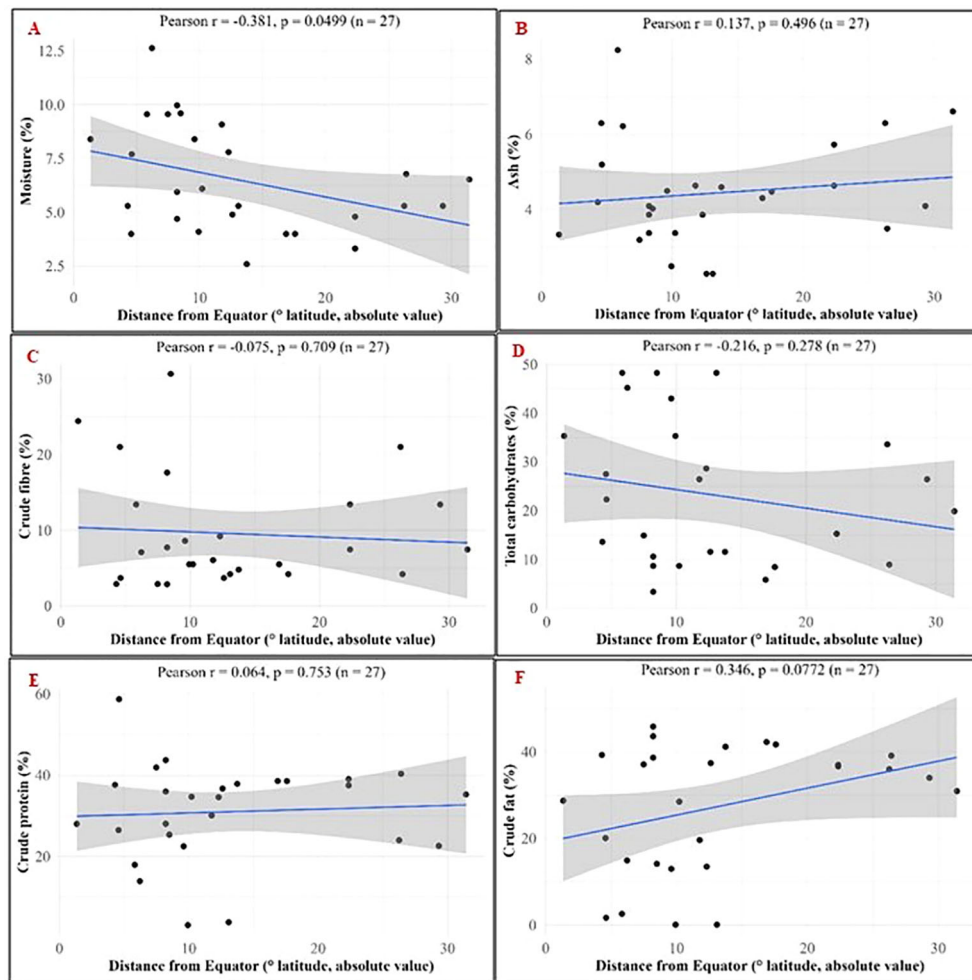 A
Pearson r = -0.381, p = 0.0499 (n = 27)
12.5
10.0
7.5
5.0
2.5
Moisture (%)
0
10
20
30
Distance from Equator (° latitude, absolute value)
B
Pearson r = 0.137, p = 0.496 (n = 27)
8
6
4
Ash (%)
0
10
20
30
Distance from Equator (° latitude, absolute value)
C
Pearson r = -0.075, p = 0.709 (n = 27)
30
20
10
0
Crude fibre (%)
0
10
20
30
Distance from Equator (° latitude, absolute value)
D
Pearson r = -0.216, p = 0.278 (n = 27)
50
40
30
20
10
0
Total carbohydrates (%)
0
10
20
30
Distance from Equator (° latitude, absolute value)
E
Pearson r = 0.064, p = 0.753 (n = 27)
60
40
20
Crude protein (%)
0
10
20
30
Distance from Equator (° latitude, absolute value)
F
Pearson r = 0.346, p = 0.0772 (n = 27)
40
20
0
Crude fat (%)
0
10
20
30
Distance from Equator (° latitude, absolute value)